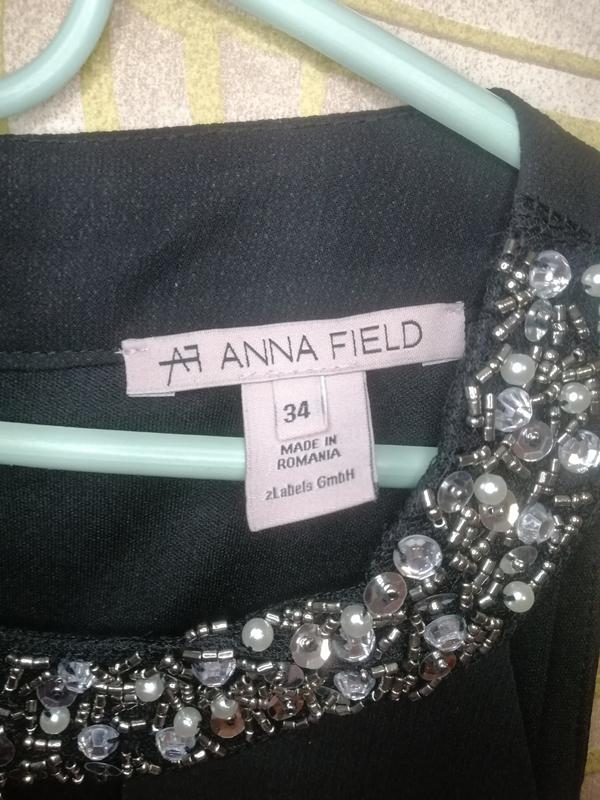 AF ANNA FIELD
34
MADE IN
ROMANIA
zLabels GmbH